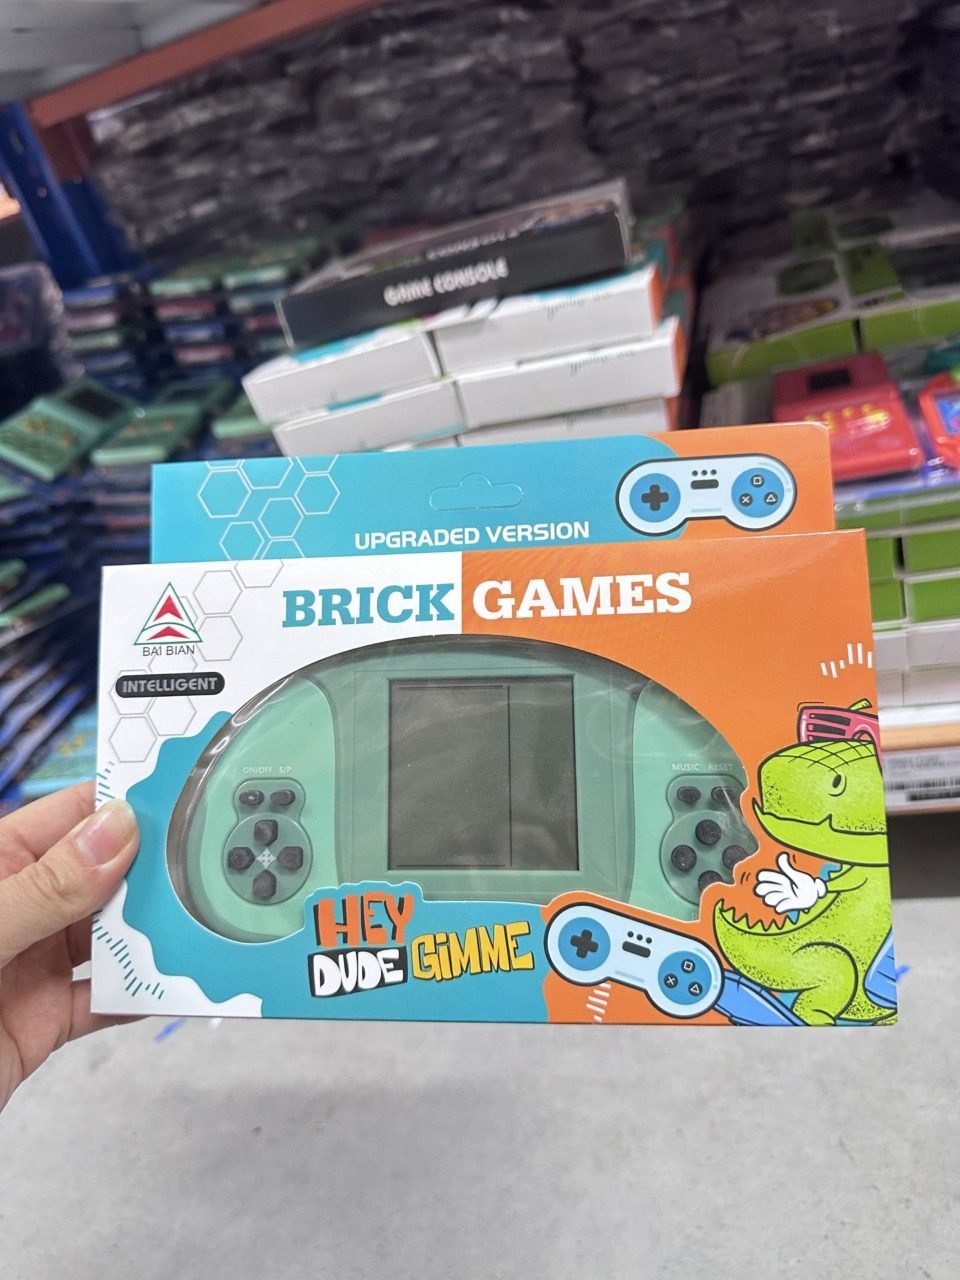 GAME CONSOLE
UPGRADED VERSION
BRICK GAMES
BAI BIAN
INTELLIGENT
ON/OFF S/P
MUSIC RESET
HEY
DUDE GIMME